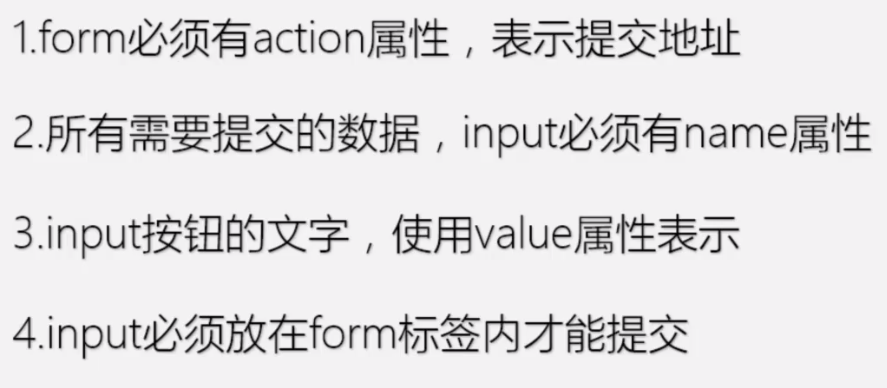 1.form必须有action属性，表示提交地址
2.所有需要提交的数据，input必须有name属性
3.input按钮的文字，使用value属性表示
4.input必须放在form标签内才能提交